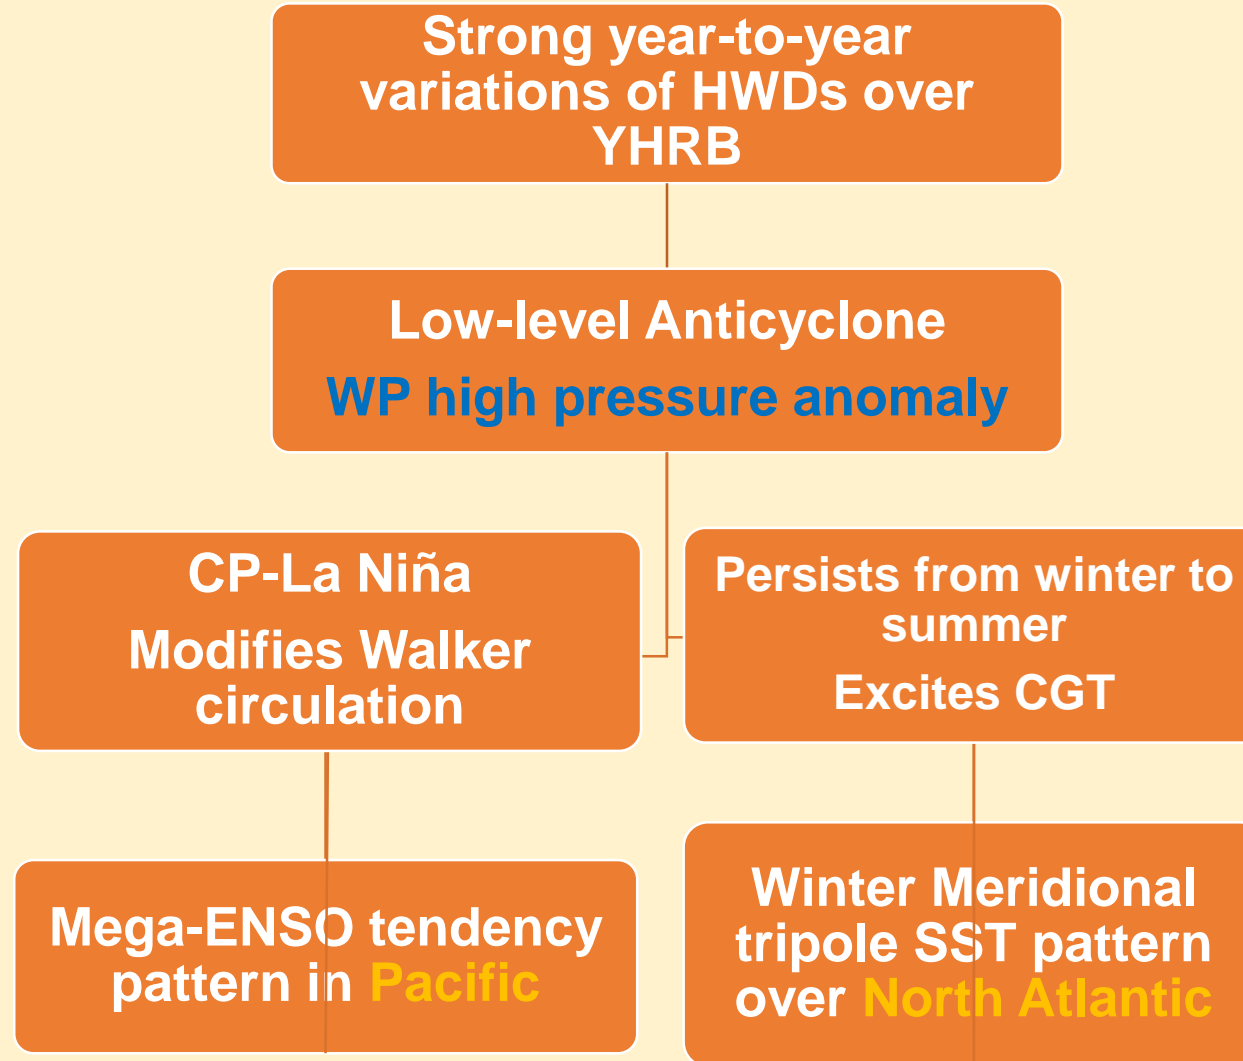 Strong year-to-year
variations of HWDs over
YHRB
Low-level Anticyclone
WP high pressure anomaly
CP-La Niña
Modifies Walker
circulation
Persists from winter to
summer
Excites CGT
Mega-ENSO tendency
pattern in Pacific
Winter Meridional
tripole SST pattern
over North Atlantic